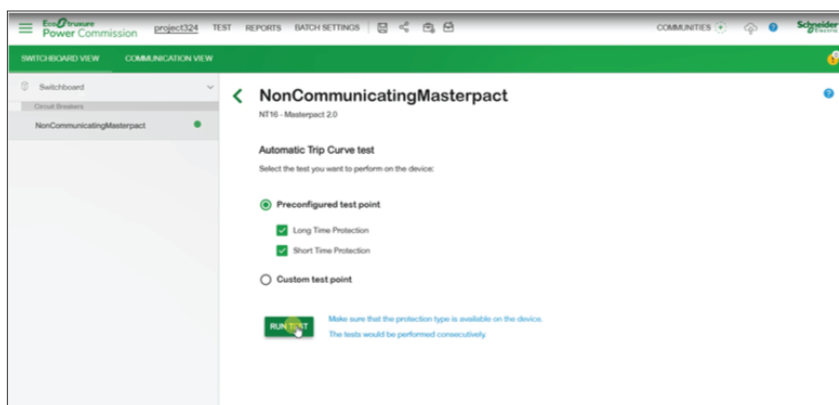 EcoStruxure
Power Commission
project324 TEST REPORTS BATCH SETTINGS COMMUNITIES
Schneider
Electric
SWITCHBOARD VIEW COMMUNICATION VIEW
Switchboard
Circuit Breakers
NonCommunicatingMasterpact
NonCommunicatingMasterpact
NT16 - Masterpact 2.0
Automatic Trip Curve test
Select the test you want to perform on the device:
Preconfigured test point
Long Time Protection
Short Time Protection
Custom test point
RUN TEST
Make sure that the protection type is available on the device.
The tests would be performed consecutively